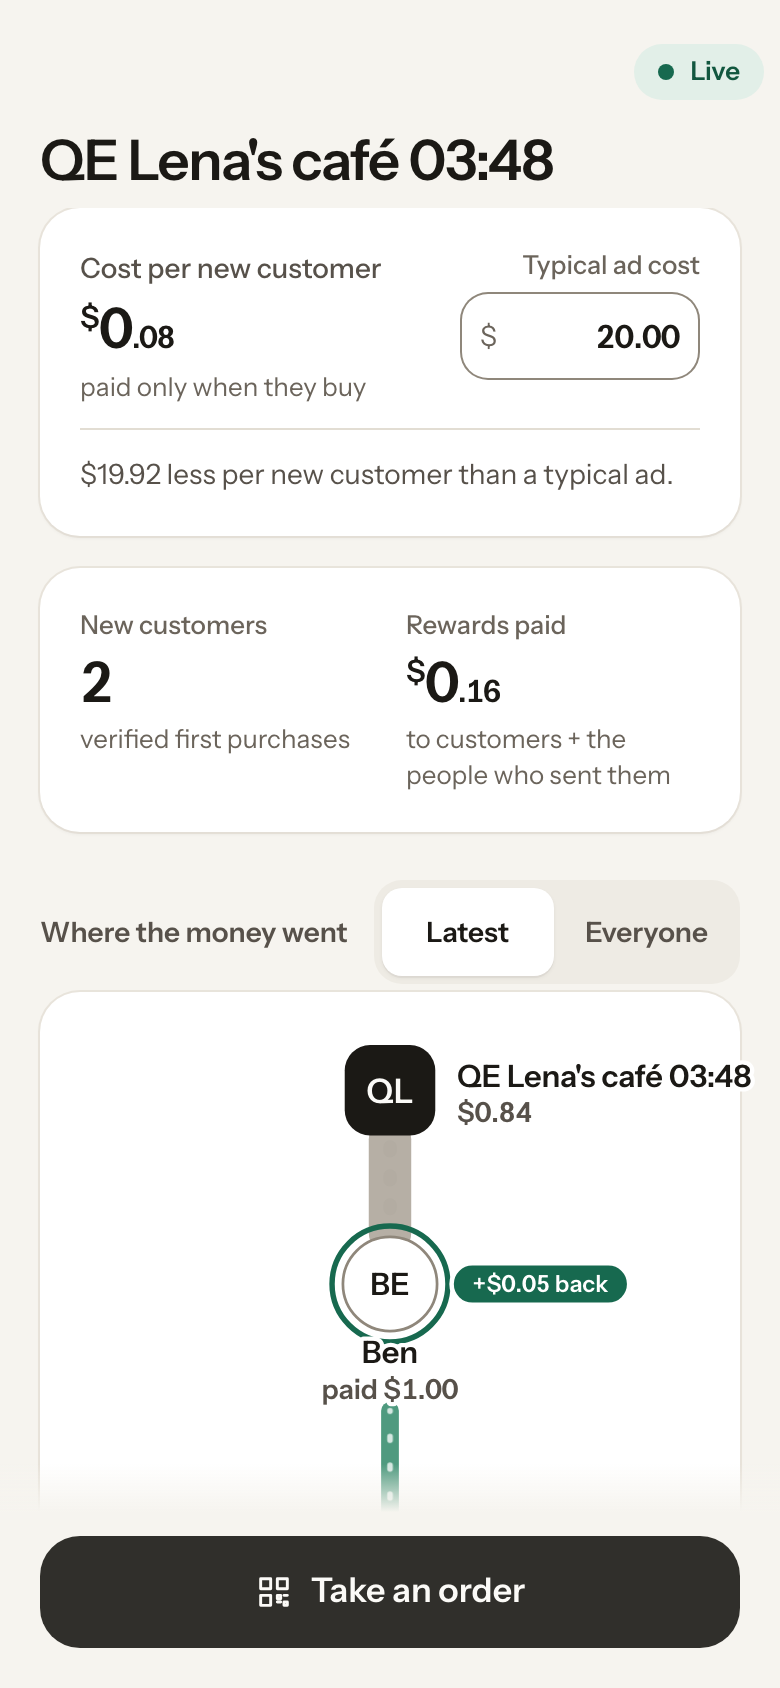 Live
QE Lena's café 03:48
Cost per new customer
$0.08
paid only when they buy
Typical ad cost
$ 20.00
$19.92 less per new customer than a typical ad.
New customers
2
verified first purchases
Rewards paid
$0.16
to customers + the
people who sent them
Where the money went
Latest
Everyone
QL
QE Lena's café 03:48
$0.84
BE
+$0.05 back
Ben
paid $1.00
Take an order